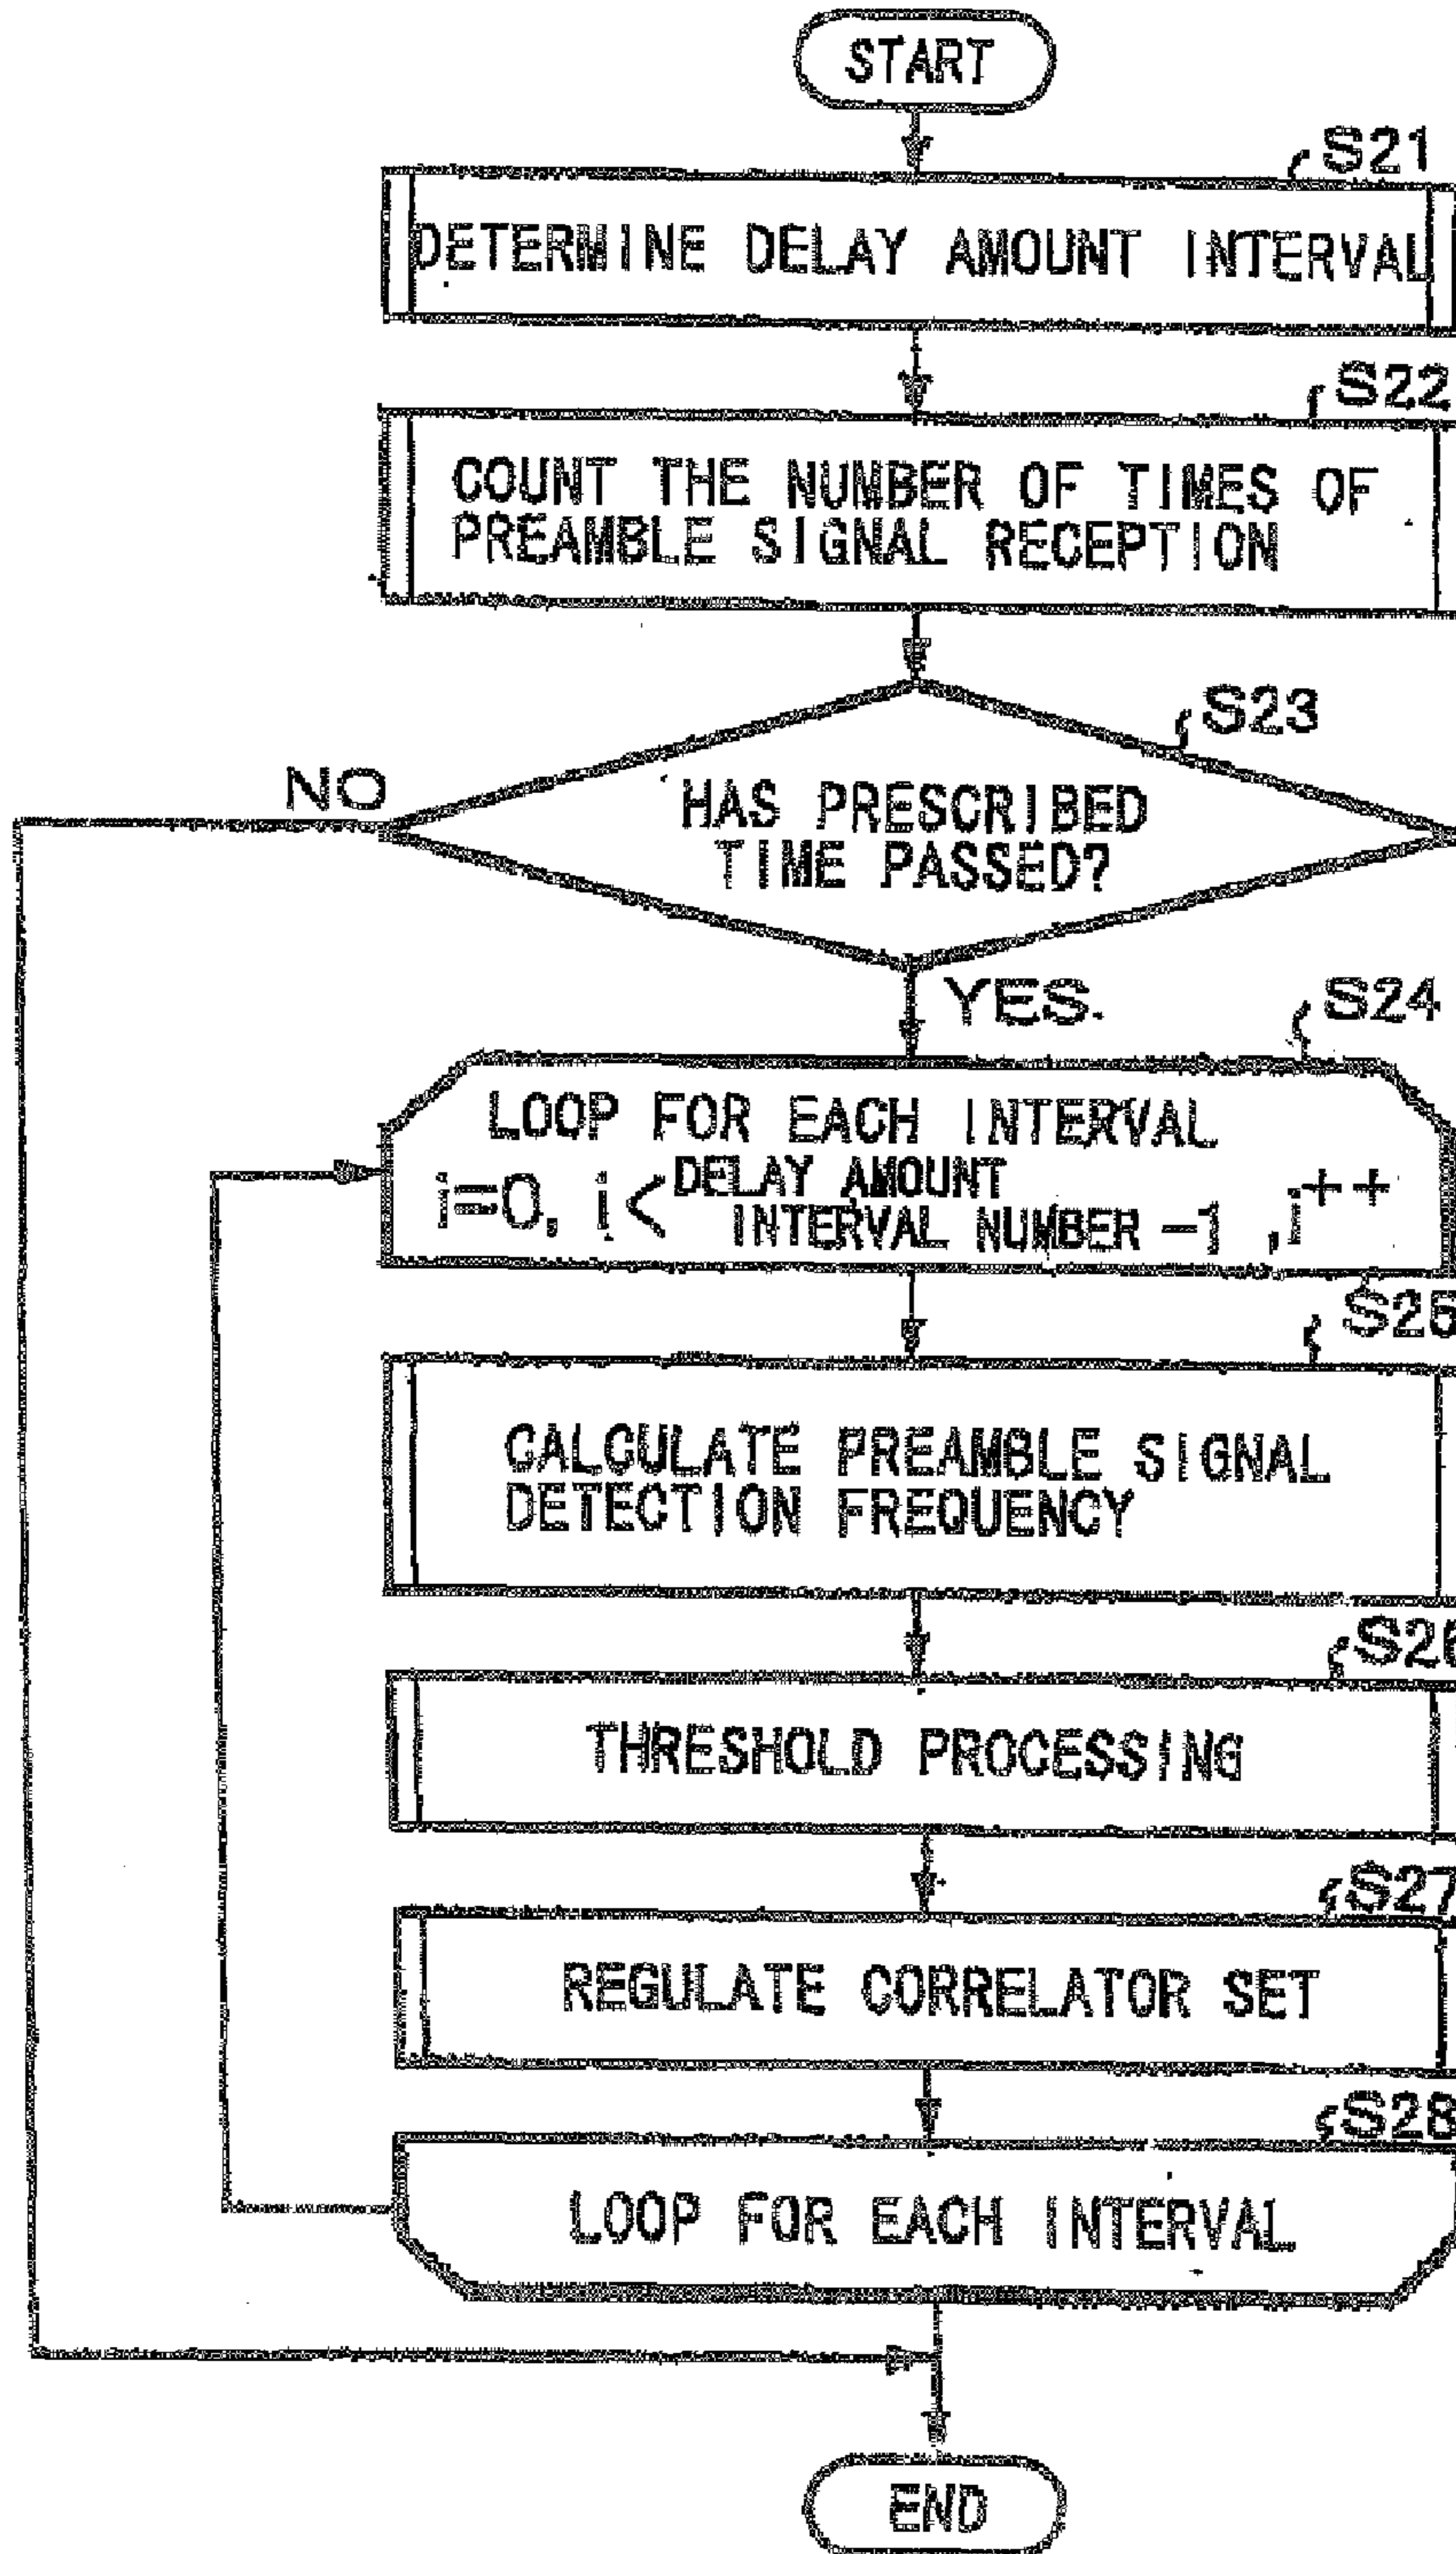 START
S21
DETERMINE DELAY AMOUNT INTERVAL
S22
COUNT THE NUMBER OF TIMES OF
PREAMBLE SIGNAL RECEPTION
S23
NO
HAS PRESCRIBED
TIME PASSED?
YES.
S24
LOOP FOR EACH INTERVAL
i=0, i< DELAY AMOUNT
INTERVAL NUMBER -1 ,i++
S25
CALCULATE PREAMBLE SIGNAL
DETECTION FREQUENCY
S26
THRESHOLD PROCESSING
S27
REGULATE CORRELATOR SET
S28
LOOP FOR EACH INTERVAL
END